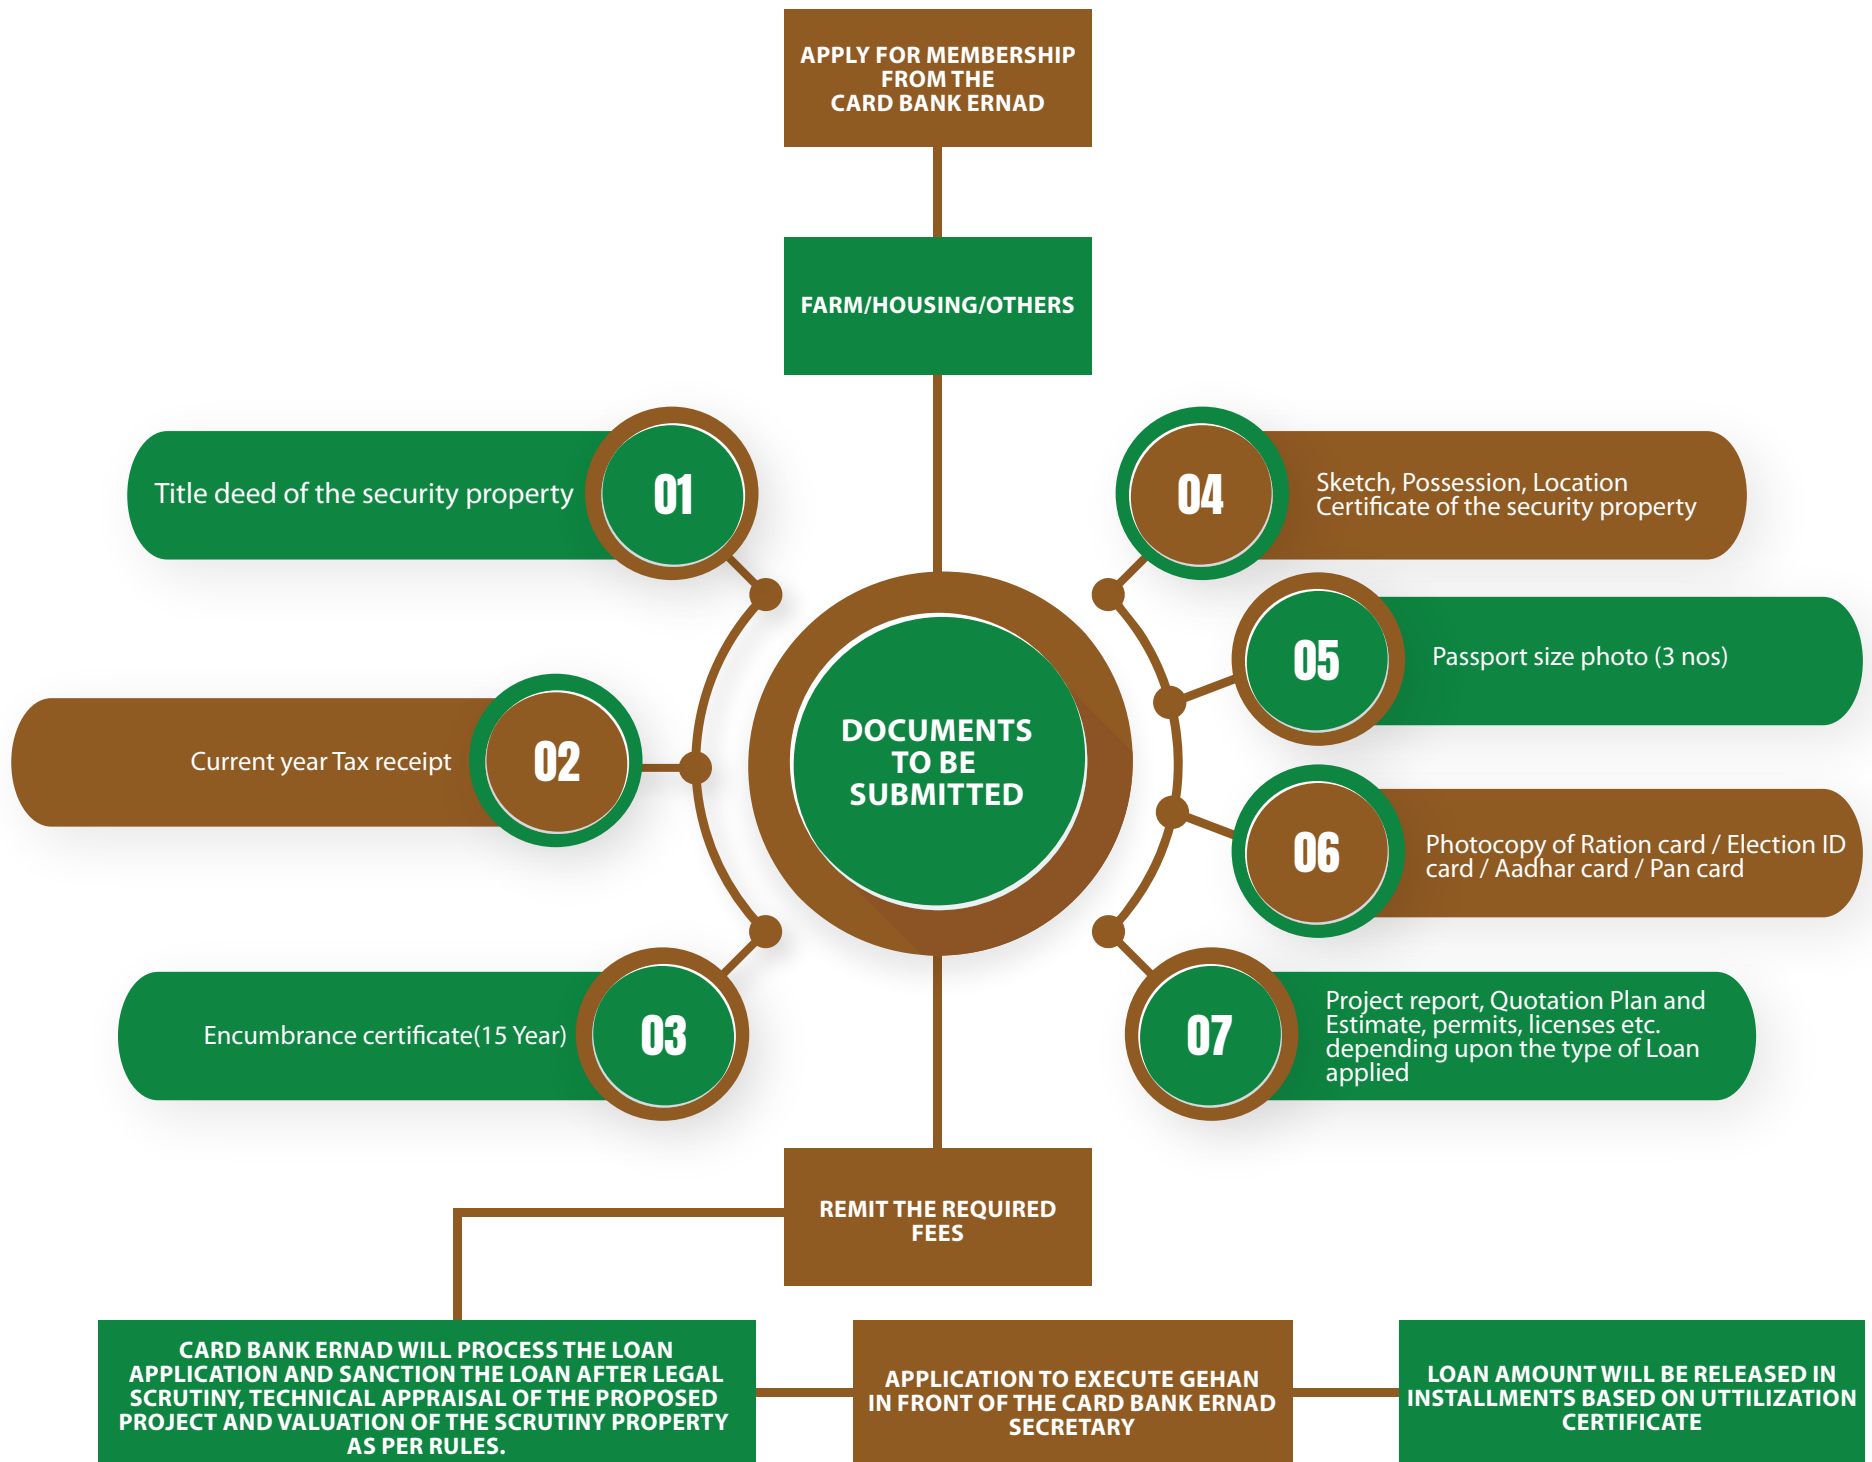 APPLY FOR MEMBERSHIP
FROM THE
CARD BANK ERNAD
FARM/HOUSING/OTHERS
Title deed of the security property
01
Current year Tax receipt
02
Encumbrance certificate(15 Year)
03
DOCUMENTS
TO BE
SUBMITTED
04
Sketch, Possession, Location
Certificate of the security property
05
Passport size photo (3 nos)
06
Photocopy of Ration card / Election ID
card / Aadhar card / Pan card
07
Project report, Quotation Plan and
Estimate, permits, licenses etc.
depending upon the type of Loan
applied
REMIT THE REQUIRED
FEES
CARD BANK ERNAD WILL PROCESS THE LOAN
APPLICATION AND SANCTION THE LOAN AFTER LEGAL
SCRUTINY, TECHNICAL APPRAISAL OF THE PROPOSED
PROJECT AND VALUATION OF THE SCRUTINY PROPERTY
AS PER RULES.
APPLICATION TO EXECUTE GEHAN
IN FRONT OF THE CARD BANK ERNAD
SECRETARY
LOAN AMOUNT WILL BE RELEASED IN
INSTALLMENTS BASED ON UTTILIZATION
CERTIFICATE